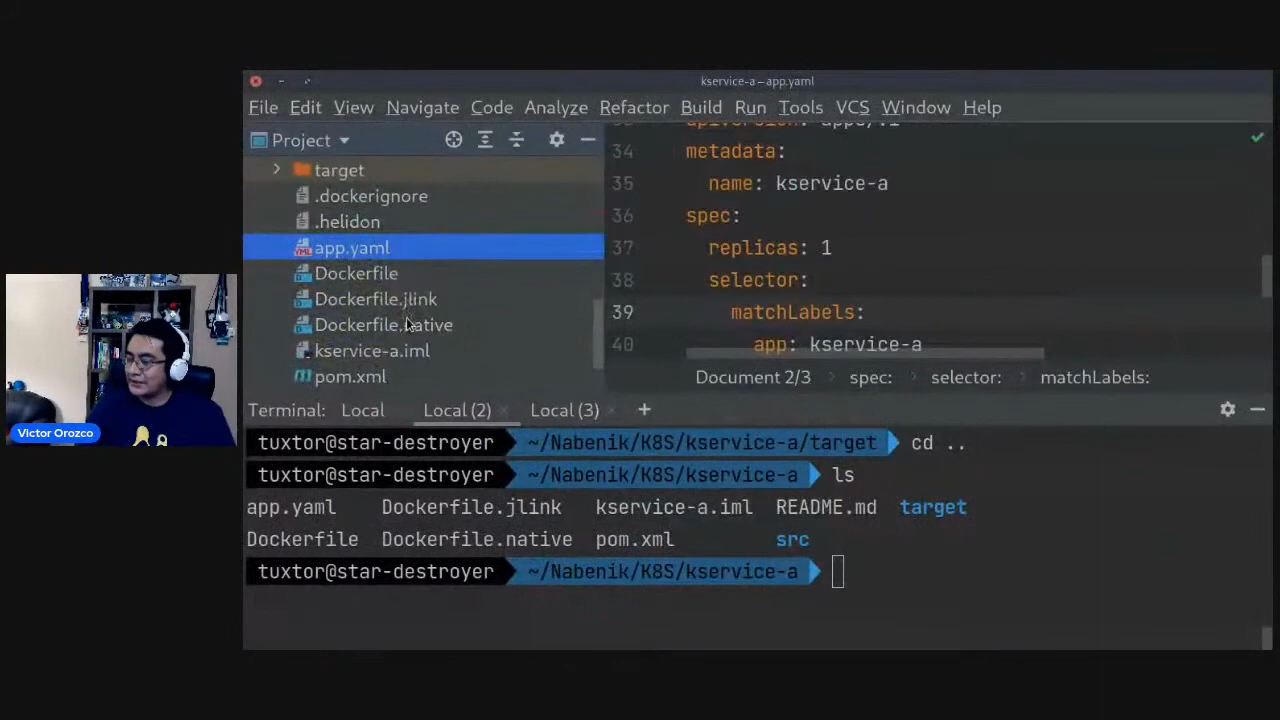 kservice-a – app.yaml
File Edit View Navigate Code Analyze Refactor Build Run Tools VCS Window Help
Project
target
.dockerignore
.helidon
app.yaml
Dockerfile
Dockerfile.jlink
Dockerfile.native
kservice-a.iml
pom.xml
34 metadata:
35 name: kservice-a
36 spec:
37 replicas: 1
38 selector:
39 matchLabels:
40 app: kservice-a
Document 2/3 › spec: › selector: › matchLabels:
Terminal: Local Local (2) × Local (3) × +
tuxtor@star-destroyer ~/Nabenik/K8S/kservice-a/target cd ..
tuxtor@star-destroyer ~/Nabenik/K8S/kservice-a ls
app.yaml Dockerfile.jlink kservice-a.iml README.md target
Dockerfile Dockerfile.native pom.xml src
tuxtor@star-destroyer ~/Nabenik/K8S/kservice-a
Victor Orozco